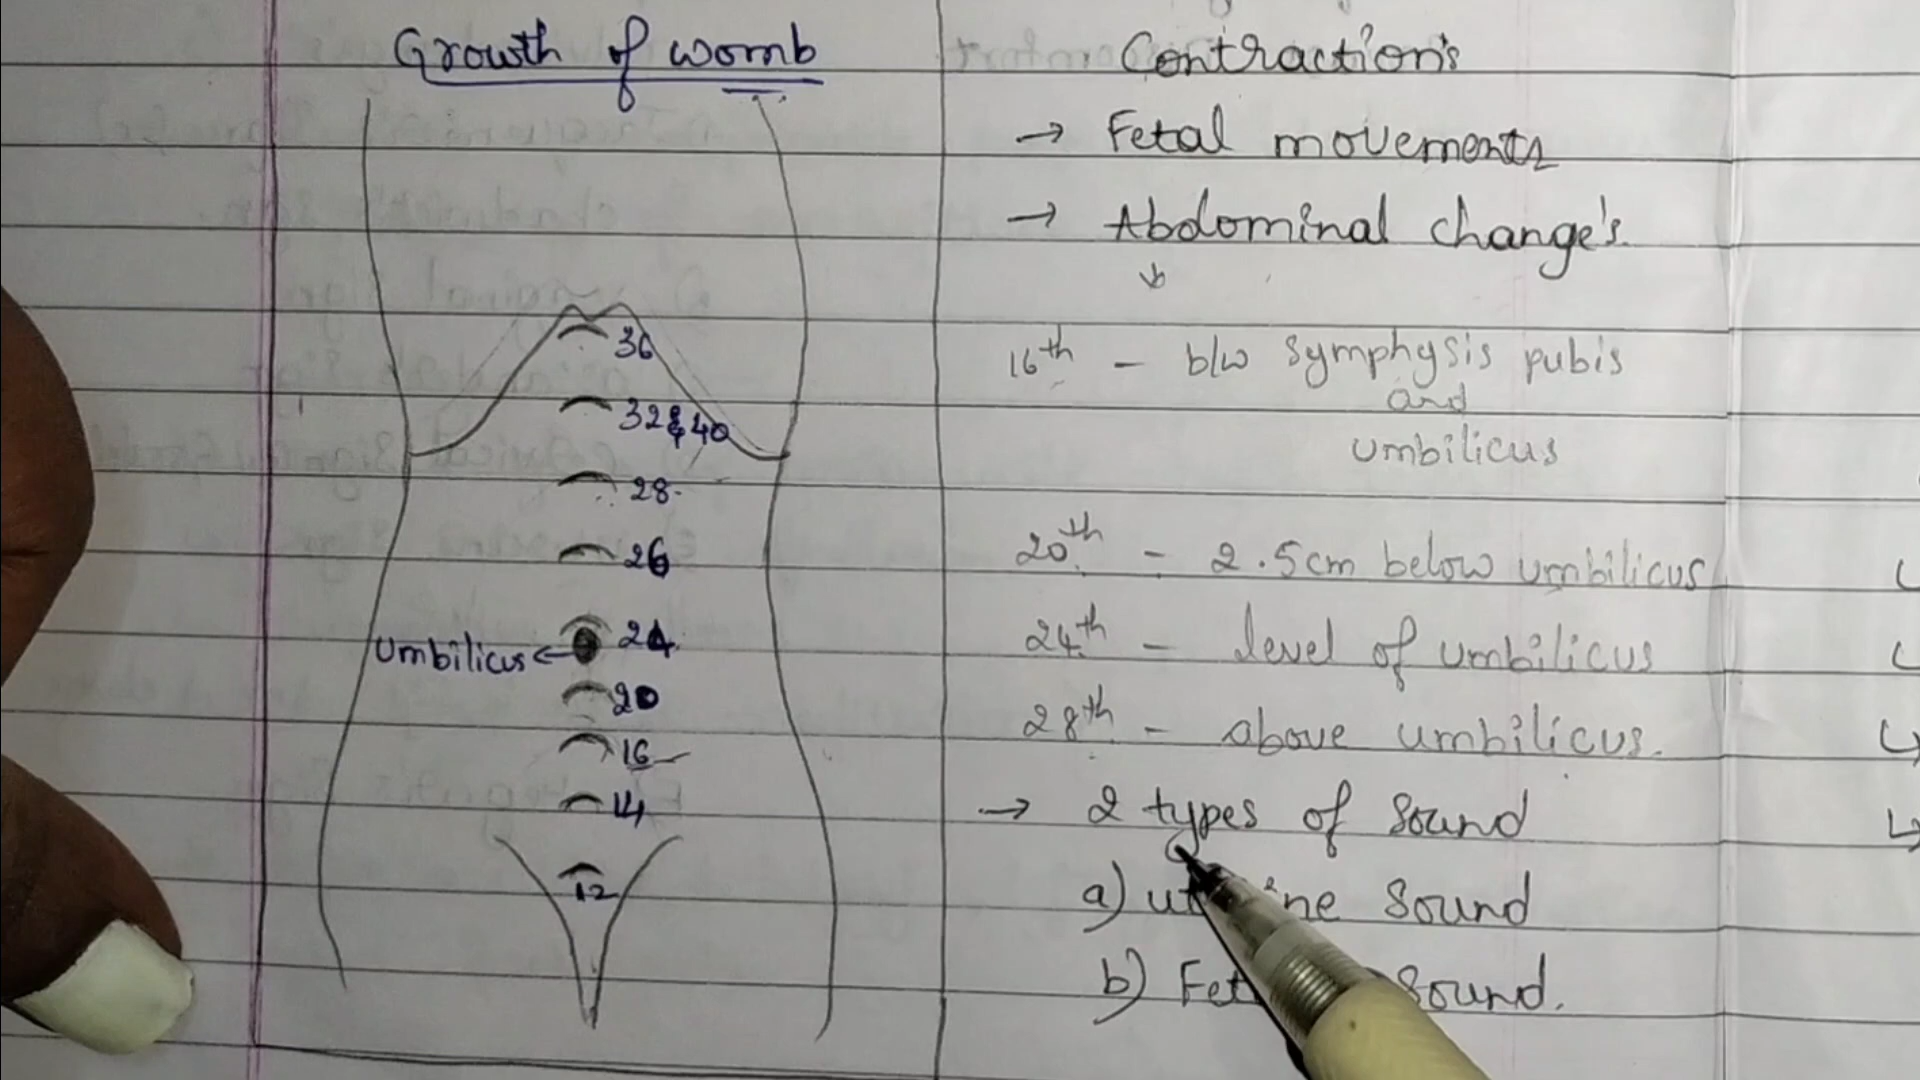 Growth of womb
36
32 & 40
28
26
Umbilicus 24
20
16
14
12
Contraction's
→ Fetal movements
→ Abdominal change's
16th - b/w symphysis pubis
and
umbilicus
20th - 2.5cm below umbilicus
24th - level of umbilicus
28th - above umbilicus.
→ 2 types of sound
a) ne sound
b) Fet sound.